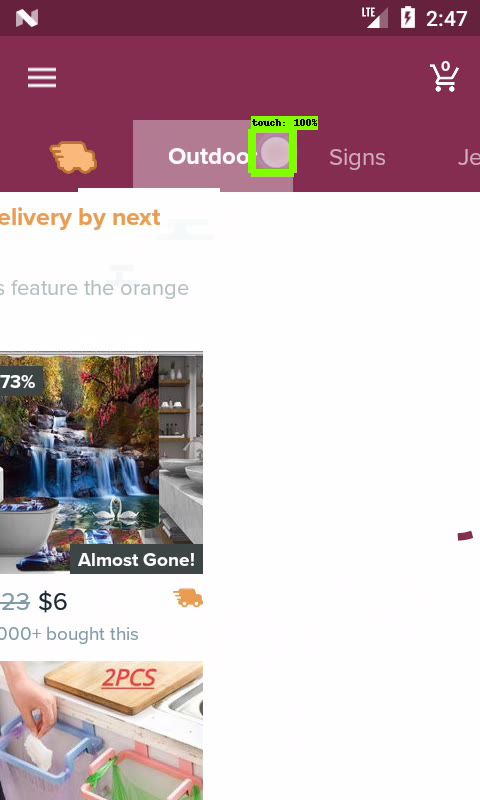 LTE
2:47
0
touch: 100%
Outdoor
Signs
Je
elivery by next
s feature the orange
73%
Almost Gone!
23 $6
000+ bought this
2PCS